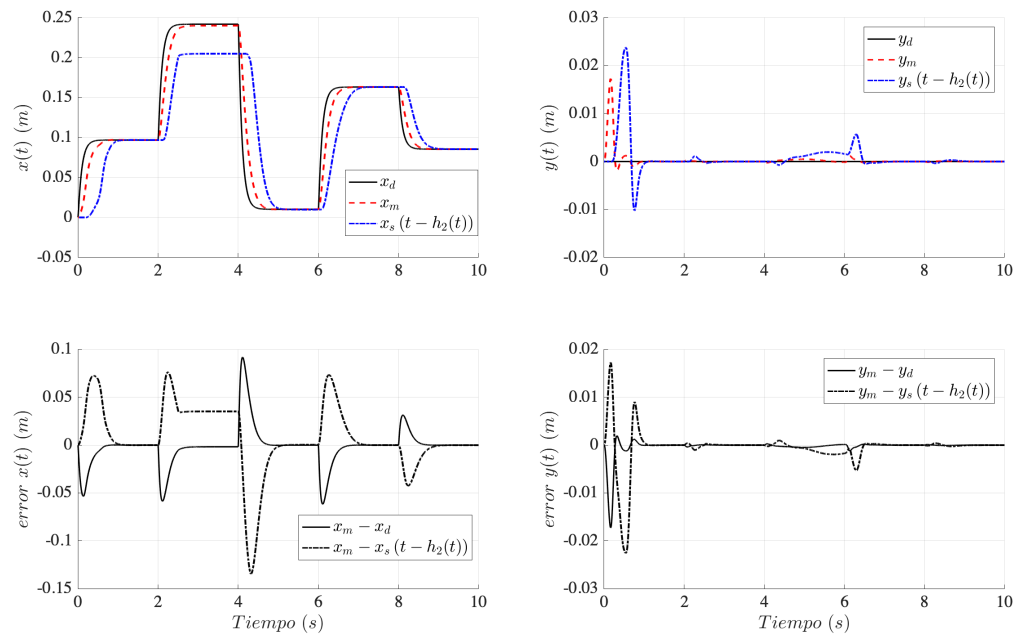 0.25
0.2
0.15
0.1
0.05
0
-0.05
x(t) (m)
x_d
x_m
x_s (t − h_2(t))
0 2 4 6 8 10
0.03
0.02
0.01
0
-0.01
-0.02
y(t) (m)
y_d
y_m
y_s (t − h_2(t))
0 2 4 6 8 10
0.1
0.05
0
-0.05
-0.1
-0.15
error x(t) (m)
x_m − x_d
x_m − x_s (t − h_2(t))
0 2 4 6 8 10
Tiempo (s)
0.02
0.01
0
-0.01
-0.02
-0.03
error y(t) (m)
y_m − y_d
y_m − y_s (t − h_2(t))
0 2 4 6 8 10
Tiempo (s)